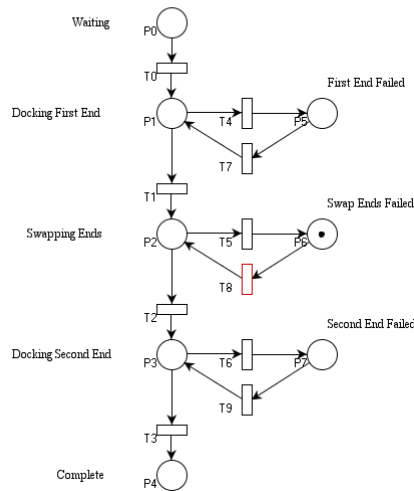 Waiting
P0
T0
First End Failed
Docking First End
P1
T4
P5
T7
T1
Swap Ends Failed
Swapping Ends
P2
T5
P6
T8
T2
Second End Failed
Docking Second End
P3
T6
P7
T9
T3
Complete
P4